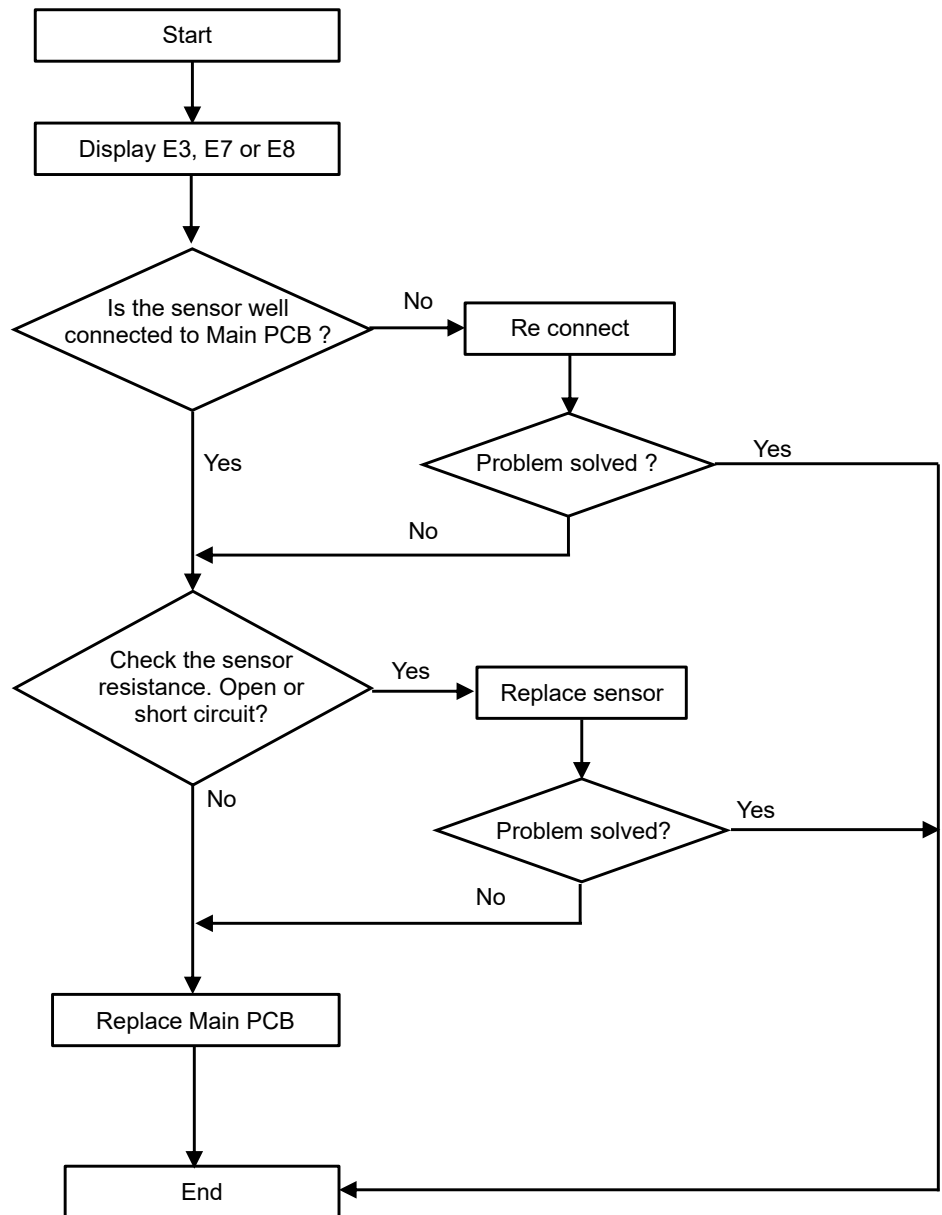 Start
Display E3, E7 or E8
Is the sensor well
connected to Main PCB ?
No
Re connect
Yes
Problem solved ?
Yes
No
Check the sensor
resistance. Open or
short circuit?
Yes
Replace sensor
No
Problem solved?
Yes
No
Replace Main PCB
End